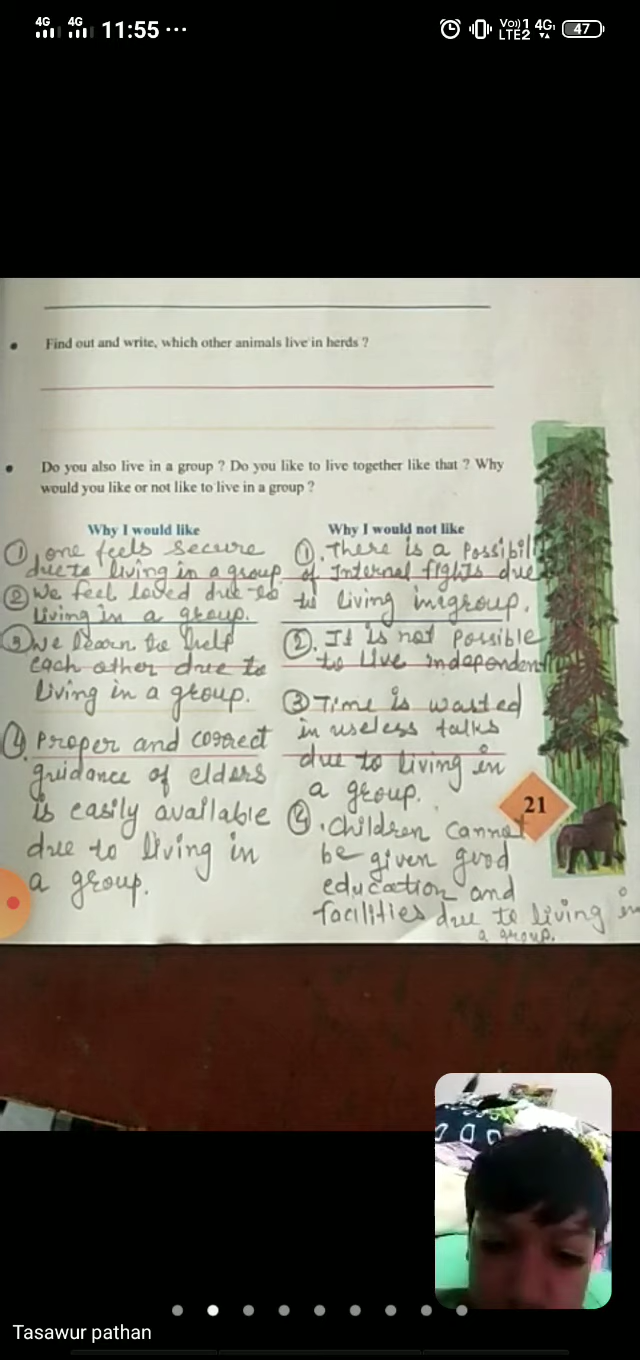 4G 4G 11:55 ... Vo)) 1 4G 47
LTE2
Find out and write, which other animals live in herds ?
Do you also live in a group ? Do you like to live together like that ? Why
would you like or not like to live in a group ?
Why I would like
① one feels secure
due to living in a group.
② We feel loved due to
living in a group.
③ We learn to help
each other due to
living in a group.
④ Proper and correct
guidance of elders
is easily available
due to living in
a group.
Why I would not like
①. There is a possibili
of Internal fights due
to living in group.
②. It is not possible
to live independently
③ Time is wasted
in useless talks
due to living in
a group.
④. Children cannot
be given good
education and
facilities due to living in
a group.
21
Tasawur pathan